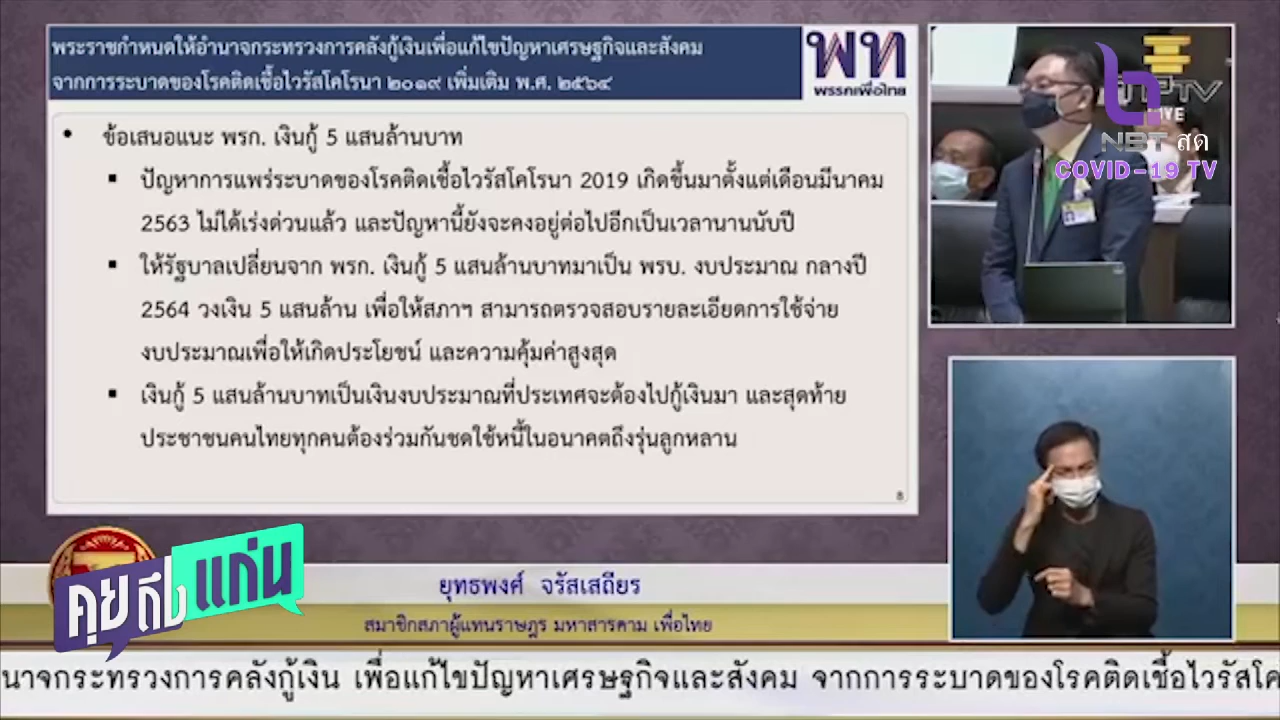 พระราชกำหนดให้อำนาจกระทรวงการคลังกู้เงินเพื่อแก้ไขปัญหาเศรษฐกิจและสังคม
จากการระบาดของโรคติดเชื้อไวรัสโคโรนา ๒๐๑๙ เพิ่มเติม พ.ศ. ๒๕๖๔
พท
พรรคเพื่อไทย
• ข้อเสนอแนะ พรก. เงินกู้ 5 แสนล้านบาท
▪ ปัญหาการแพร่ระบาดของโรคติดเชื้อไวรัสโคโรนา 2019 เกิดขึ้นมาตั้งแต่เดือนมีนาคม
2563 ไม่ได้เร่งด่วนแล้ว และปัญหานี้ยังจะคงอยู่ต่อไปอีกเป็นเวลานานนับปี
▪ ให้รัฐบาลเปลี่ยนจาก พรก. เงินกู้ 5 แสนล้านบาทมาเป็น พรบ. งบประมาณ กลางปี
2564 วงเงิน 5 แสนล้าน เพื่อให้สภาฯ สามารถตรวจสอบรายละเอียดการใช้จ่าย
งบประมาณเพื่อให้เกิดประโยชน์ และความคุ้มค่าสูงสุด
▪ เงินกู้ 5 แสนล้านบาทเป็นเงินงบประมาณที่ประเทศจะต้องไปกู้เงินมา และสุดท้าย
ประชาชนคนไทยทุกคนต้องร่วมกันชดใช้หนี้ในอนาคตถึงรุ่นลูกหลาน
8
NBT สด
COVID-19 TV
คุยถึงแก่น
ยุทธพงศ์ จรัสเสถียร
สมาชิกสภาผู้แทนราษฎร มหาสารคาม เพื่อไทย
นาจกระทรวงการคลังกู้เงิน เพื่อแก้ไขปัญหาเศรษฐกิจและสังคม จากการระบาดของโรคติดเชื้อไวรัสโค